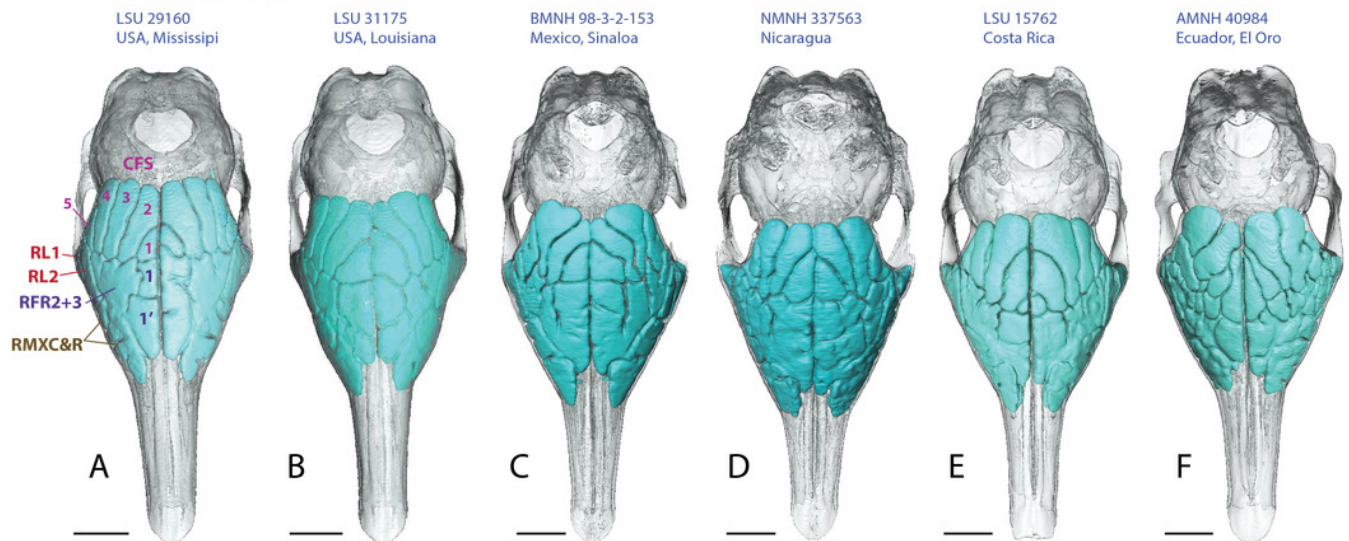 LSU 29160
USA, Mississipi
LSU 31175
USA, Louisiana
BMNH 98-3-2-153
Mexico, Sinaloa
NMNH 337563
Nicaragua
LSU 15762
Costa Rica
AMNH 40984
Ecuador, El Oro
CFS
5
4
3
2
1
RL1
RL2
1
RFR2+3
1’
RMXC&R
A
B
C
D
E
F